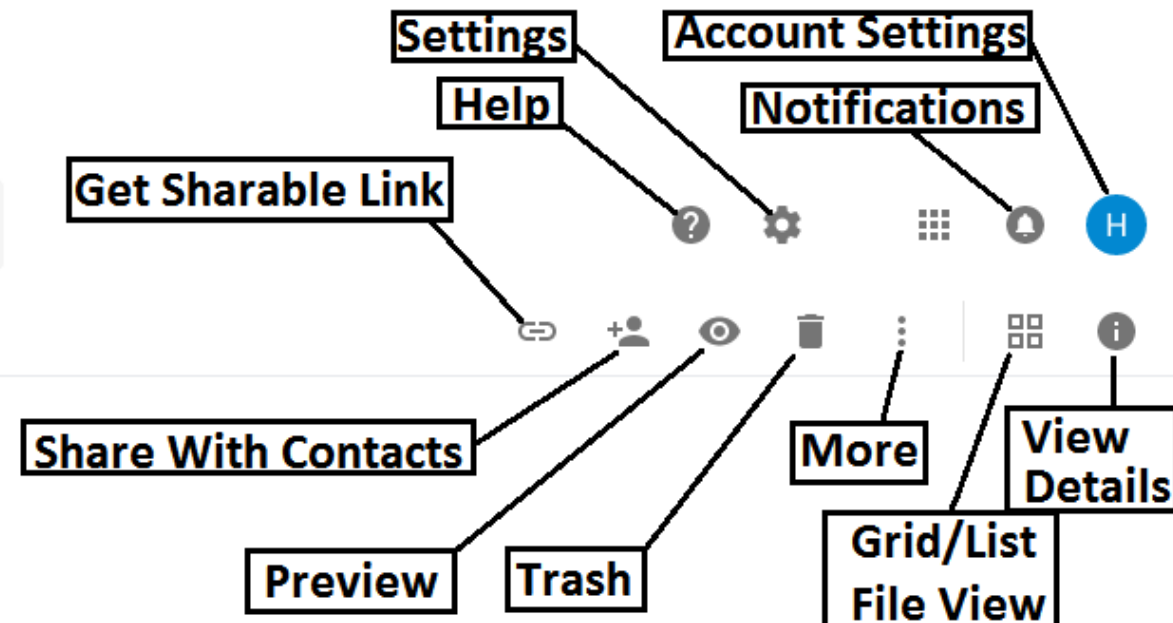 Settings
Account Settings
Help
Notifications
Get Sharable Link
H
Share With Contacts
More
View
Details
Preview
Trash
Grid/List
File View